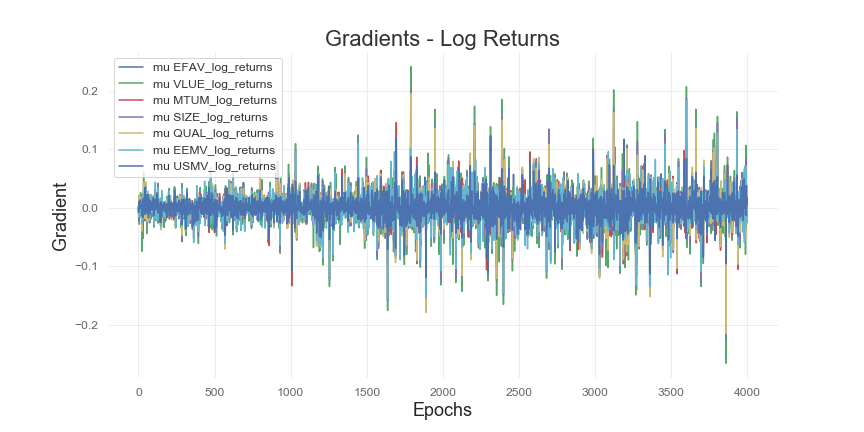 Gradients - Log Returns
mu EFAV_log_returns
mu VLUE_log_returns
mu MTUM_log_returns
mu SIZE_log_returns
mu QUAL_log_returns
mu EEMV_log_returns
mu USMV_log_returns
Gradient
0.2
0.1
0.0
−0.1
−0.2
0 500 1000 1500 2000 2500 3000 3500 4000
Epochs